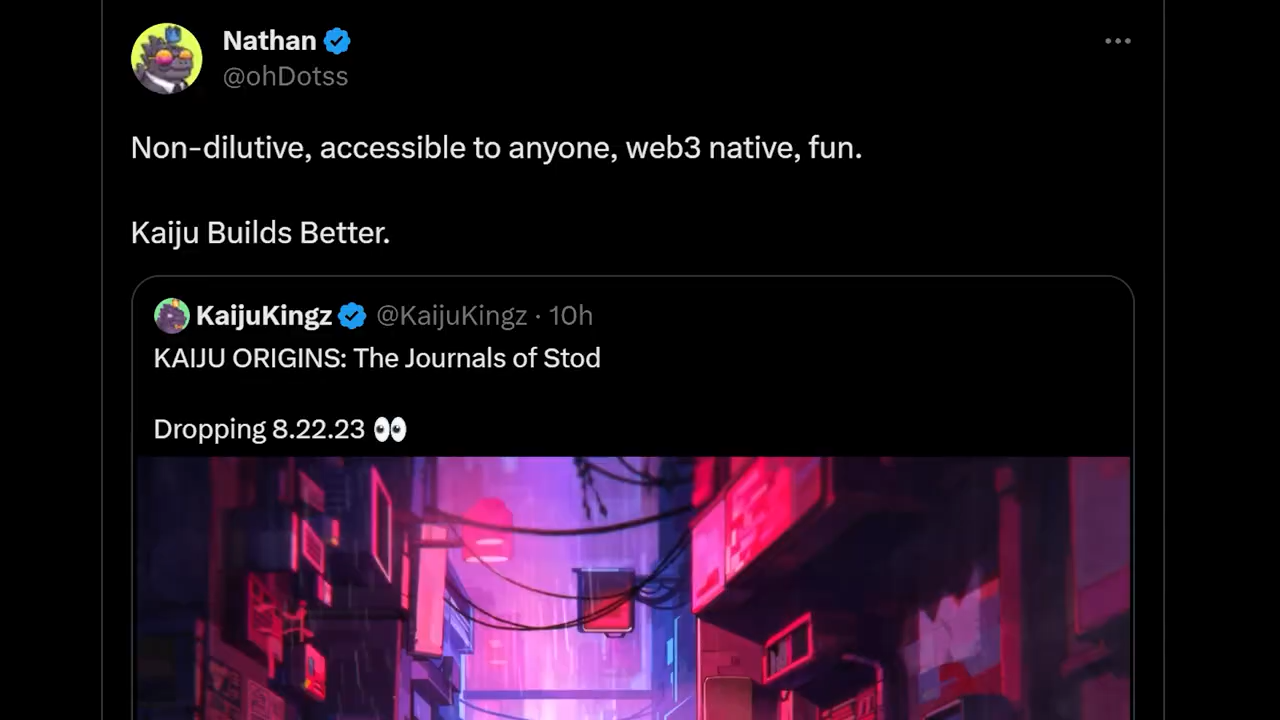 Nathan
@ohDotss
Non-dilutive, accessible to anyone, web3 native, fun.
Kaiju Builds Better.
KaijuKingz @KaijuKingz · 10h
KAIJU ORIGINS: The Journals of Stod
Dropping 8.22.23 👀